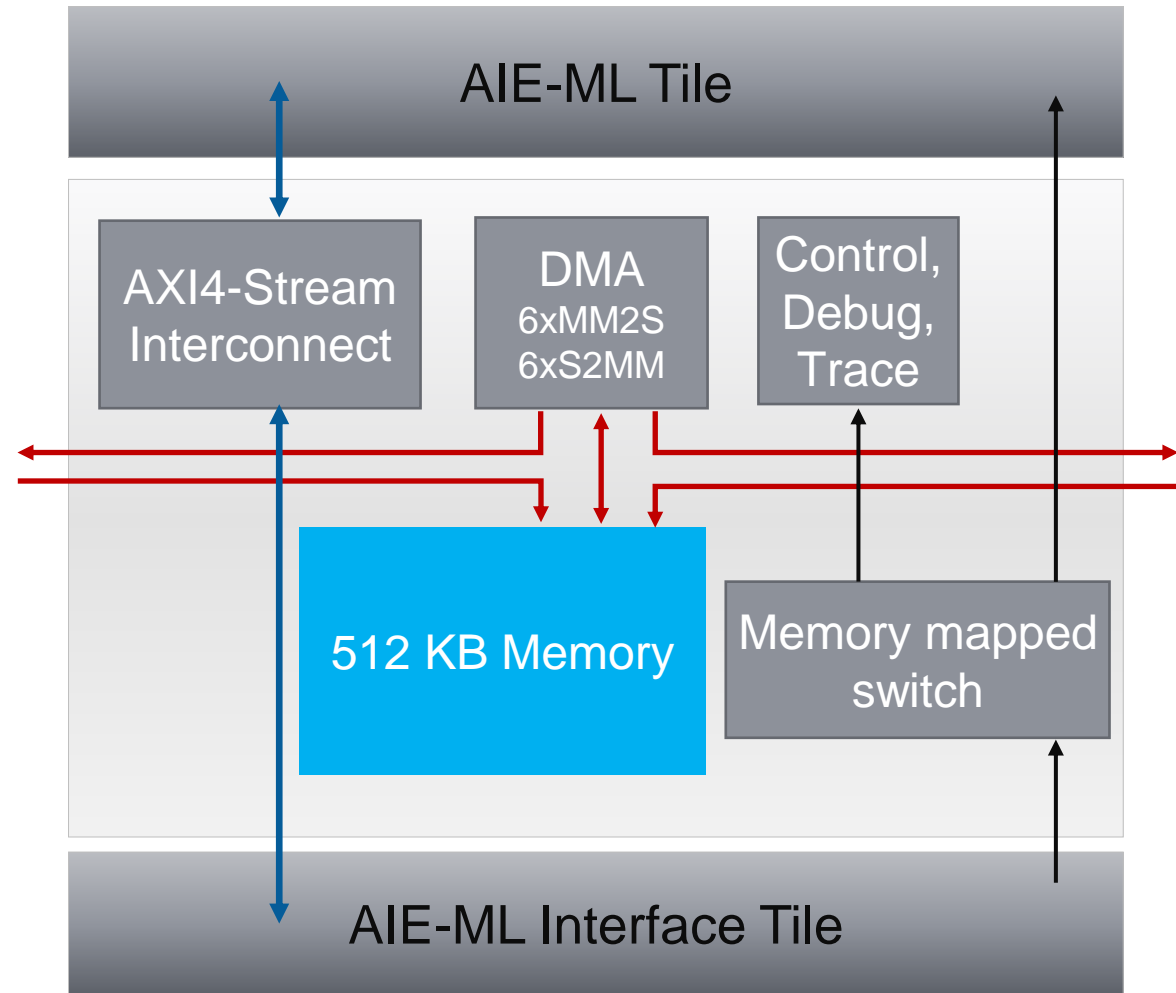 AIE-ML Tile
AXI4-Stream
Interconnect
DMA
6xMM2S
6xS2MM
Control,
Debug,
Trace
512 KB Memory
Memory mapped
switch
AIE-ML Interface Tile